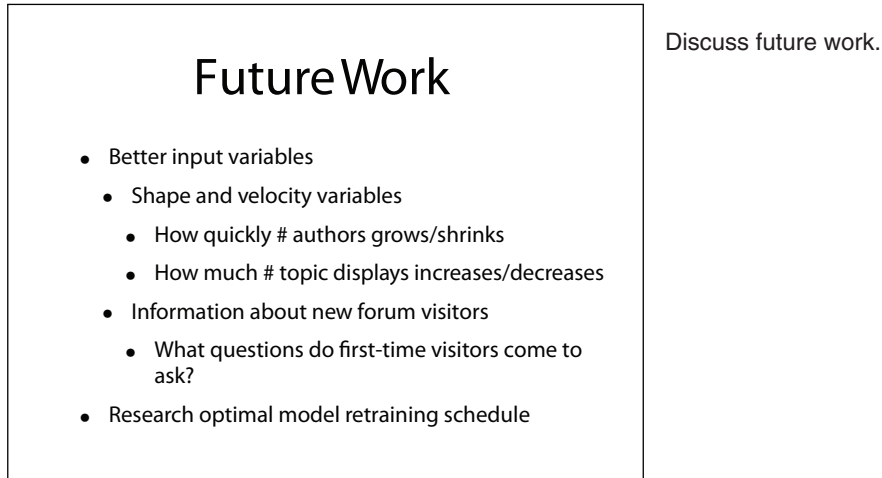 Future Work
• Better input variables
• Shape and velocity variables
• How quickly # authors grows/shrinks
• How much # topic displays increases/decreases
• Information about new forum visitors
• What questions do first-time visitors come to
ask?
• Research optimal model retraining schedule
Discuss future work.